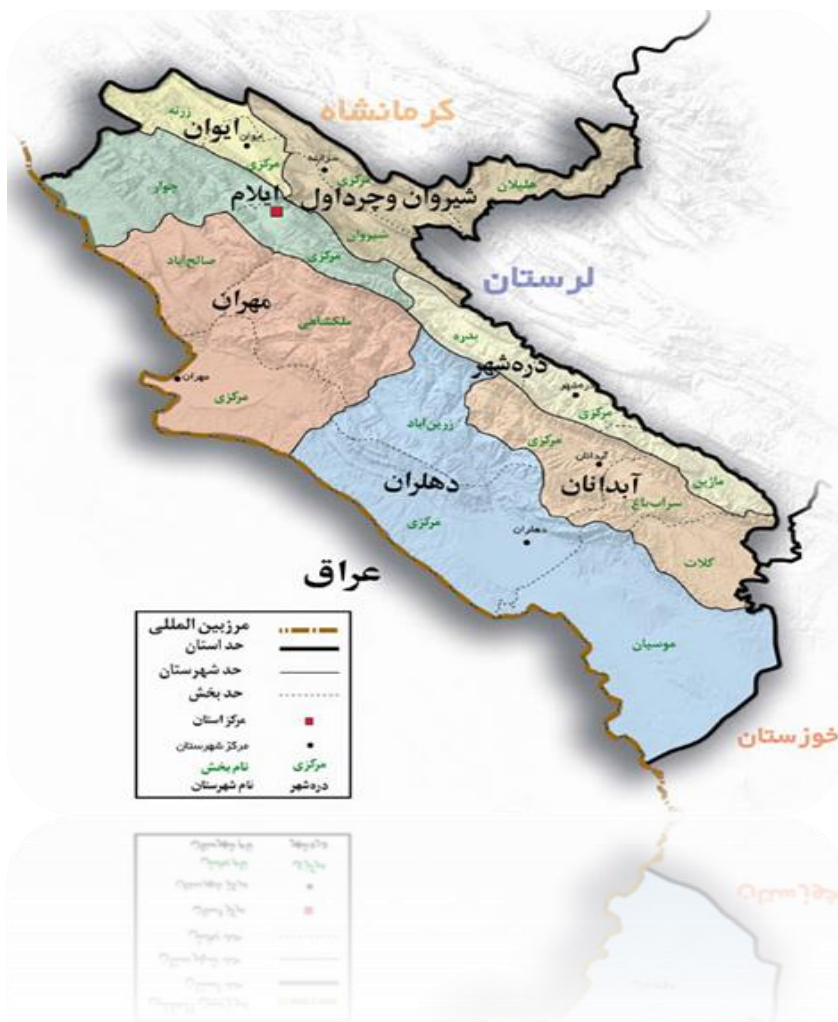 کرمانشاه
زرنه
ایوان
ایوان
مرکزی
سرابله
مرکزی
هلیلان
شیروان وچرداول
شیروان
چوار
ایلام
مرکزی
لرستان
صالح‌آباد
مهران
ملکشاهی
مهران
مرکزی
بدره
دره‌شهر
دره‌شهر
مرکزی
ماژین
زرین‌آباد
مرکزی
آبدانان
آبدانان
سراب‌باغ
کلات
دهلران
مرکزی
دهلران
موسیان
عراق
خوزستان
مرزبین المللی
حد استان
حد شهرستان
حد بخش
مرکز استان
مرکز شهرستان
نام بخش مرکزی
نام شهرستان دره‌شهر